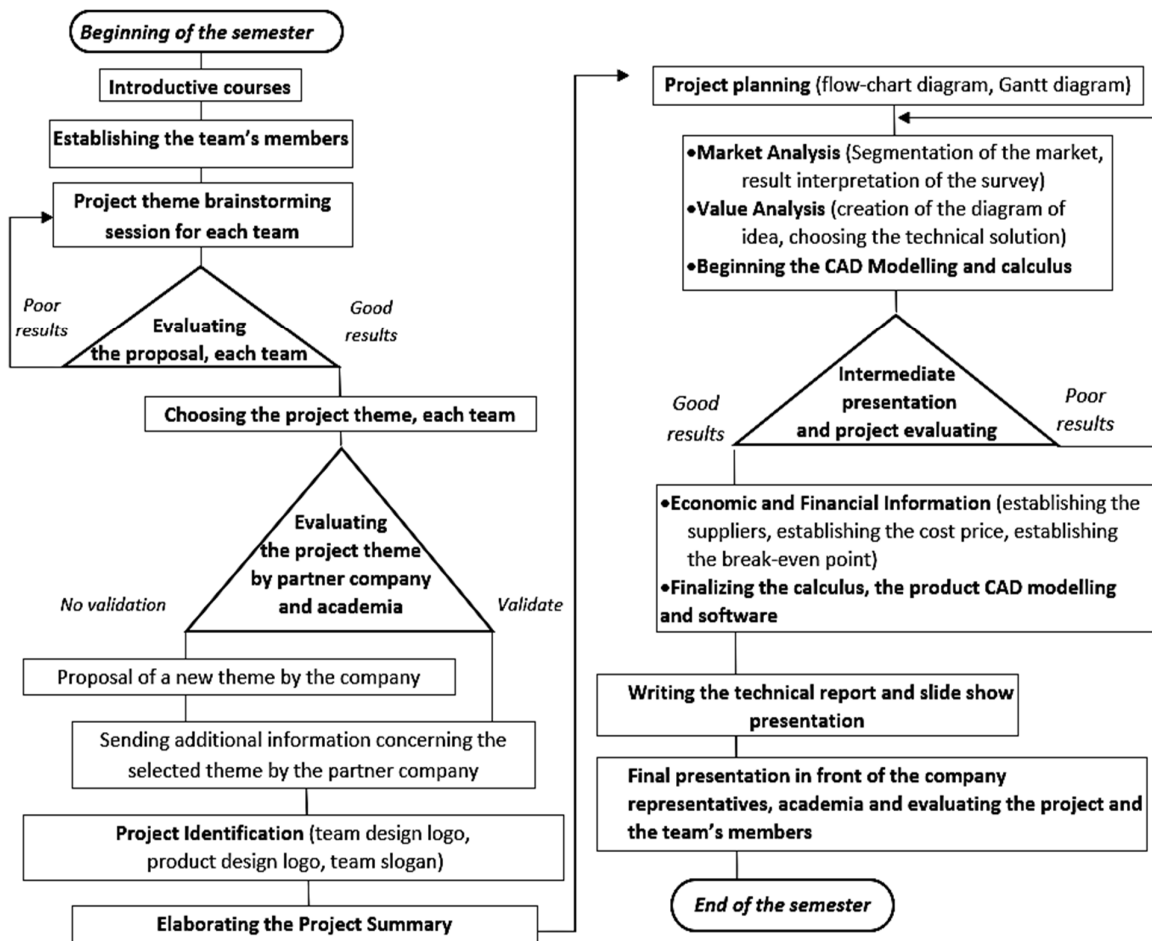 Beginning of the semester
Introductive courses
Establishing the team's members
Project theme brainstorming
session for each team
Poor
results
Good
results
Evaluating
the proposal, each team
Choosing the project theme, each team
Evaluating
the project theme
by partner company
and academia
No validation
Validate
Proposal of a new theme by the company
Sending additional information concerning the
selected theme by the partner company
Project Identification (team design logo,
product design logo, team slogan)
Elaborating the Project Summary
Project planning (flow-chart diagram, Gantt diagram)
•Market Analysis (Segmentation of the market,
result interpretation of the survey)
•Value Analysis (creation of the diagram of
idea, choosing the technical solution)
•Beginning the CAD Modelling and calculus
Intermediate
presentation
and project evaluating
Good
results
Poor
results
•Economic and Financial Information (establishing the
suppliers, establishing the cost price, establishing
the break-even point)
•Finalizing the calculus, the product CAD modelling
and software
Writing the technical report and slide show
presentation
Final presentation in front of the company
representatives, academia and evaluating the project and
the team's members
End of the semester